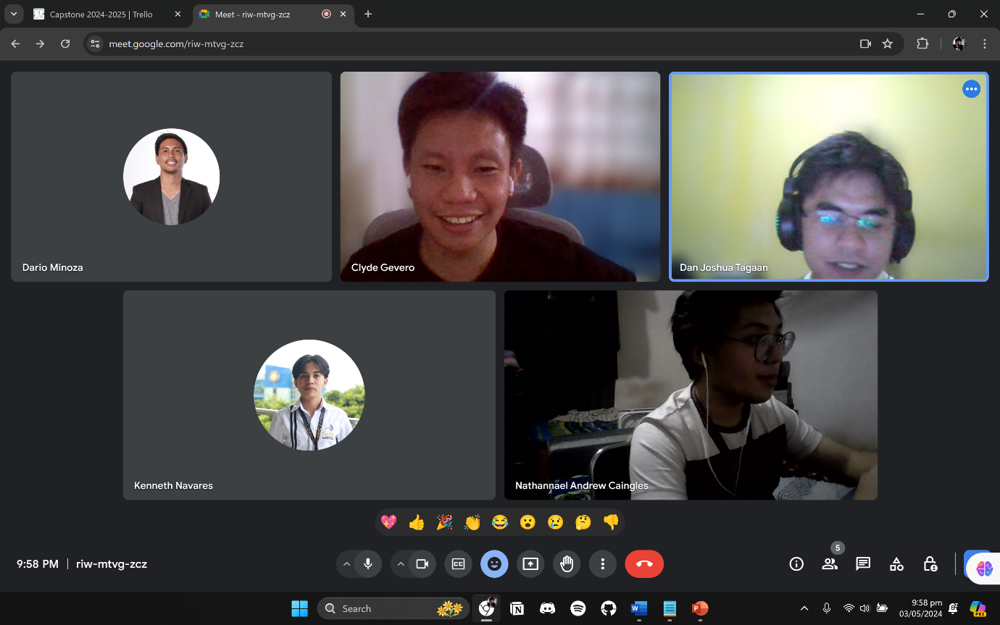 Capstone 2024-2025 | Trello
Meet - riw-mtvg-zcz
meet.google.com/riw-mtvg-zcz
Dario Minoza
Clyde Gevero
Dan Joshua Tagaan
Kenneth Navares
Nathannael Andrew Caingles
9:58 PM | riw-mtvg-zcz
CC
5
Search
W
P
9:58 pm
03/05/2024
PRE